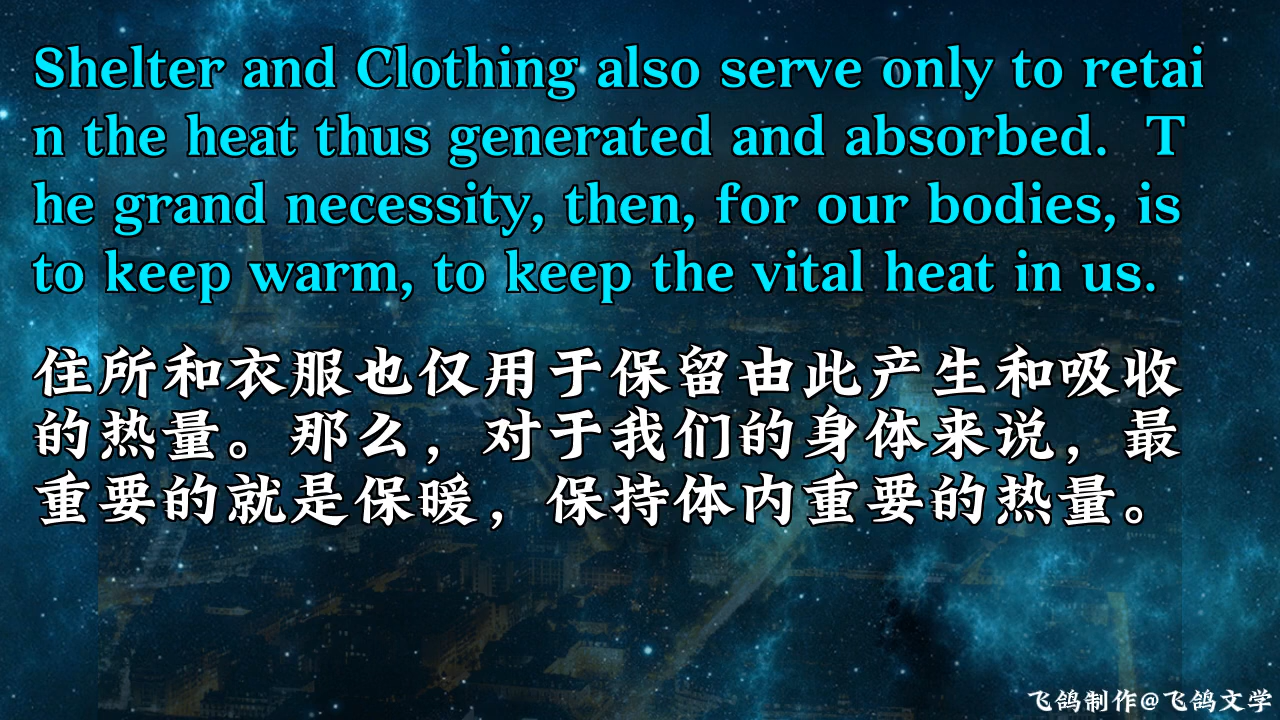 Shelter and Clothing also serve only to retai
n the heat thus generated and absorbed.  T
he grand necessity, then, for our bodies, is
to keep warm, to keep the vital heat in us.
住所和衣服也仅用于保留由此产生和吸收
的热量。那么，对于我们的身体来说，最
重要的就是保暖，保持体内重要的热量。
飞鸽制作@飞鸽文学